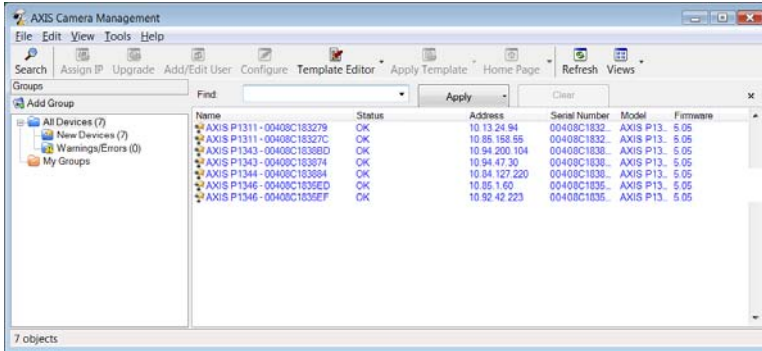 AXIS Camera Management
File Edit View Tools Help
Search Assign IP Upgrade Add/Edit User Configure Template Editor Apply Template Home Page Refresh Views
Groups
Add Group
All Devices (7)
New Devices (7)
Warnings/Errors (0)
My Groups
Find: Apply Clear
Name Status Address Serial Number Model Firmware
AXIS P1311 - 00408C183279 OK 10.13.24.94 00408C1832... AXIS P13... 5.05
AXIS P1311 - 00408C18327C OK 10.85.158.55 00408C1832... AXIS P13... 5.05
AXIS P1343 - 00408C1838BD OK 10.94.200.104 00408C1838... AXIS P13... 5.05
AXIS P1343 - 00408C183874 OK 10.94.47.30 00408C1838... AXIS P13... 5.05
AXIS P1344 - 00408C183884 OK 10.84.127.220 00408C1838... AXIS P13... 5.05
AXIS P1346 - 00408C1835ED OK 10.85.1.60 00408C1835... AXIS P13... 5.05
AXIS P1346 - 00408C1835EF OK 10.92.42.223 00408C1835... AXIS P13... 5.05
7 objects